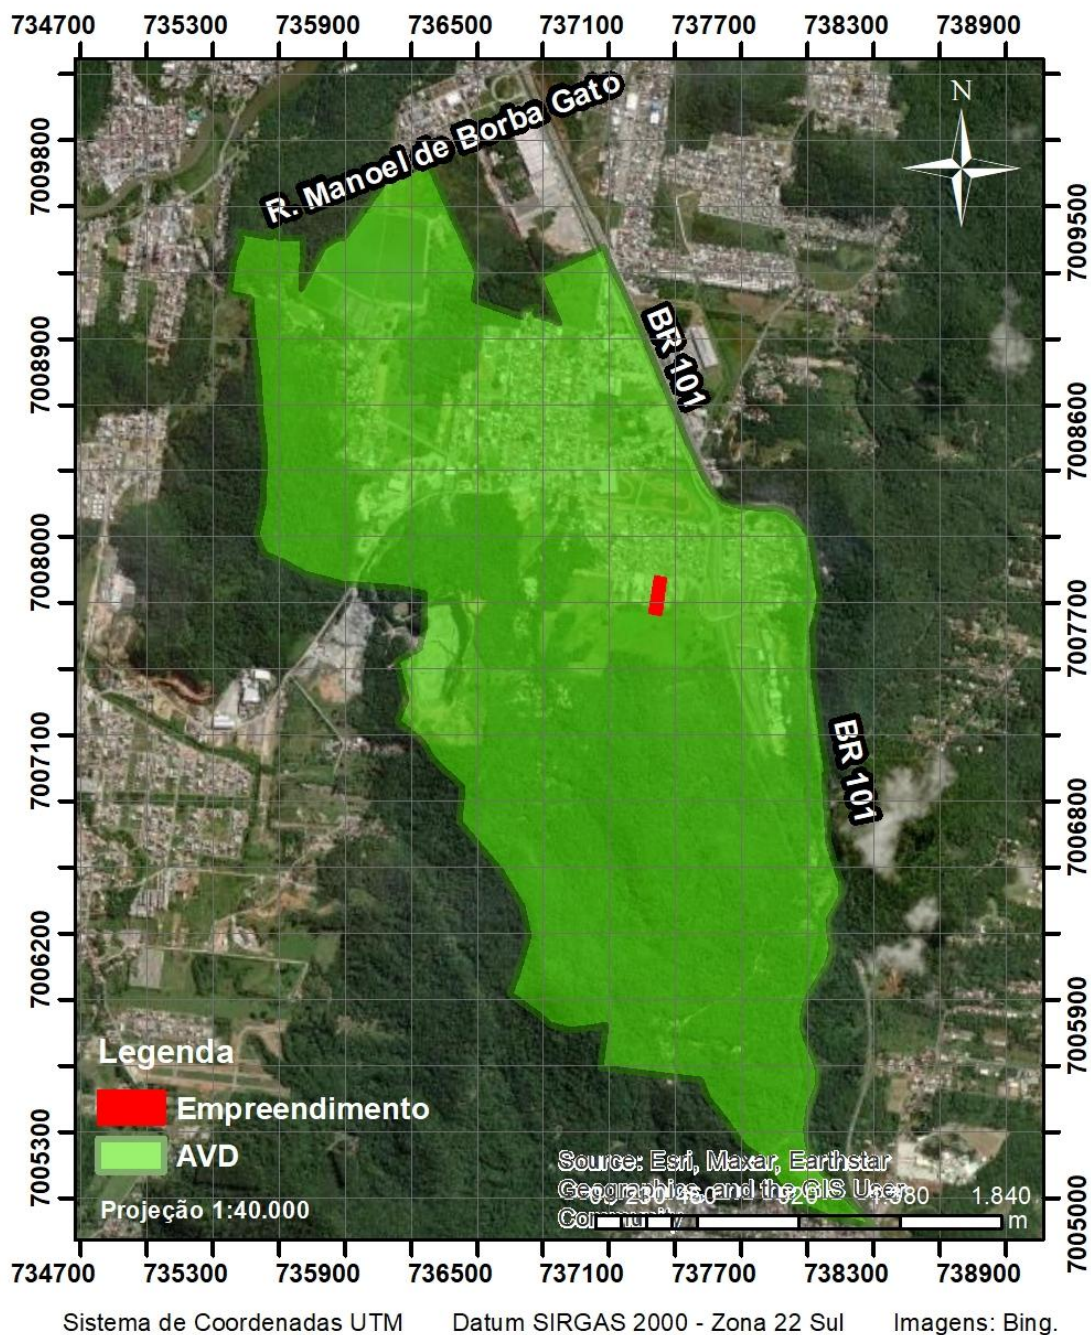 734700 735300 735900 736500 737100 737700 738300 738900
N
R. Manoel de Borba Gato
7009800
7009500
BR 101
7008900
7008600
7008000
7007700
BR 101
7007100
7006800
7006200
7005900
7005300
7005000
Legenda
Empreendimento
AVD
Projeção 1:40.000
Source: Esri, Maxar, Earthstar
Geographics, and the GIS User
Community
920 1.380 1.840
m
734700 735300 735900 736500 737100 737700 738300 738900
Sistema de Coordenadas UTM Datum SIRGAS 2000 - Zona 22 Sul Imagens: Bing.